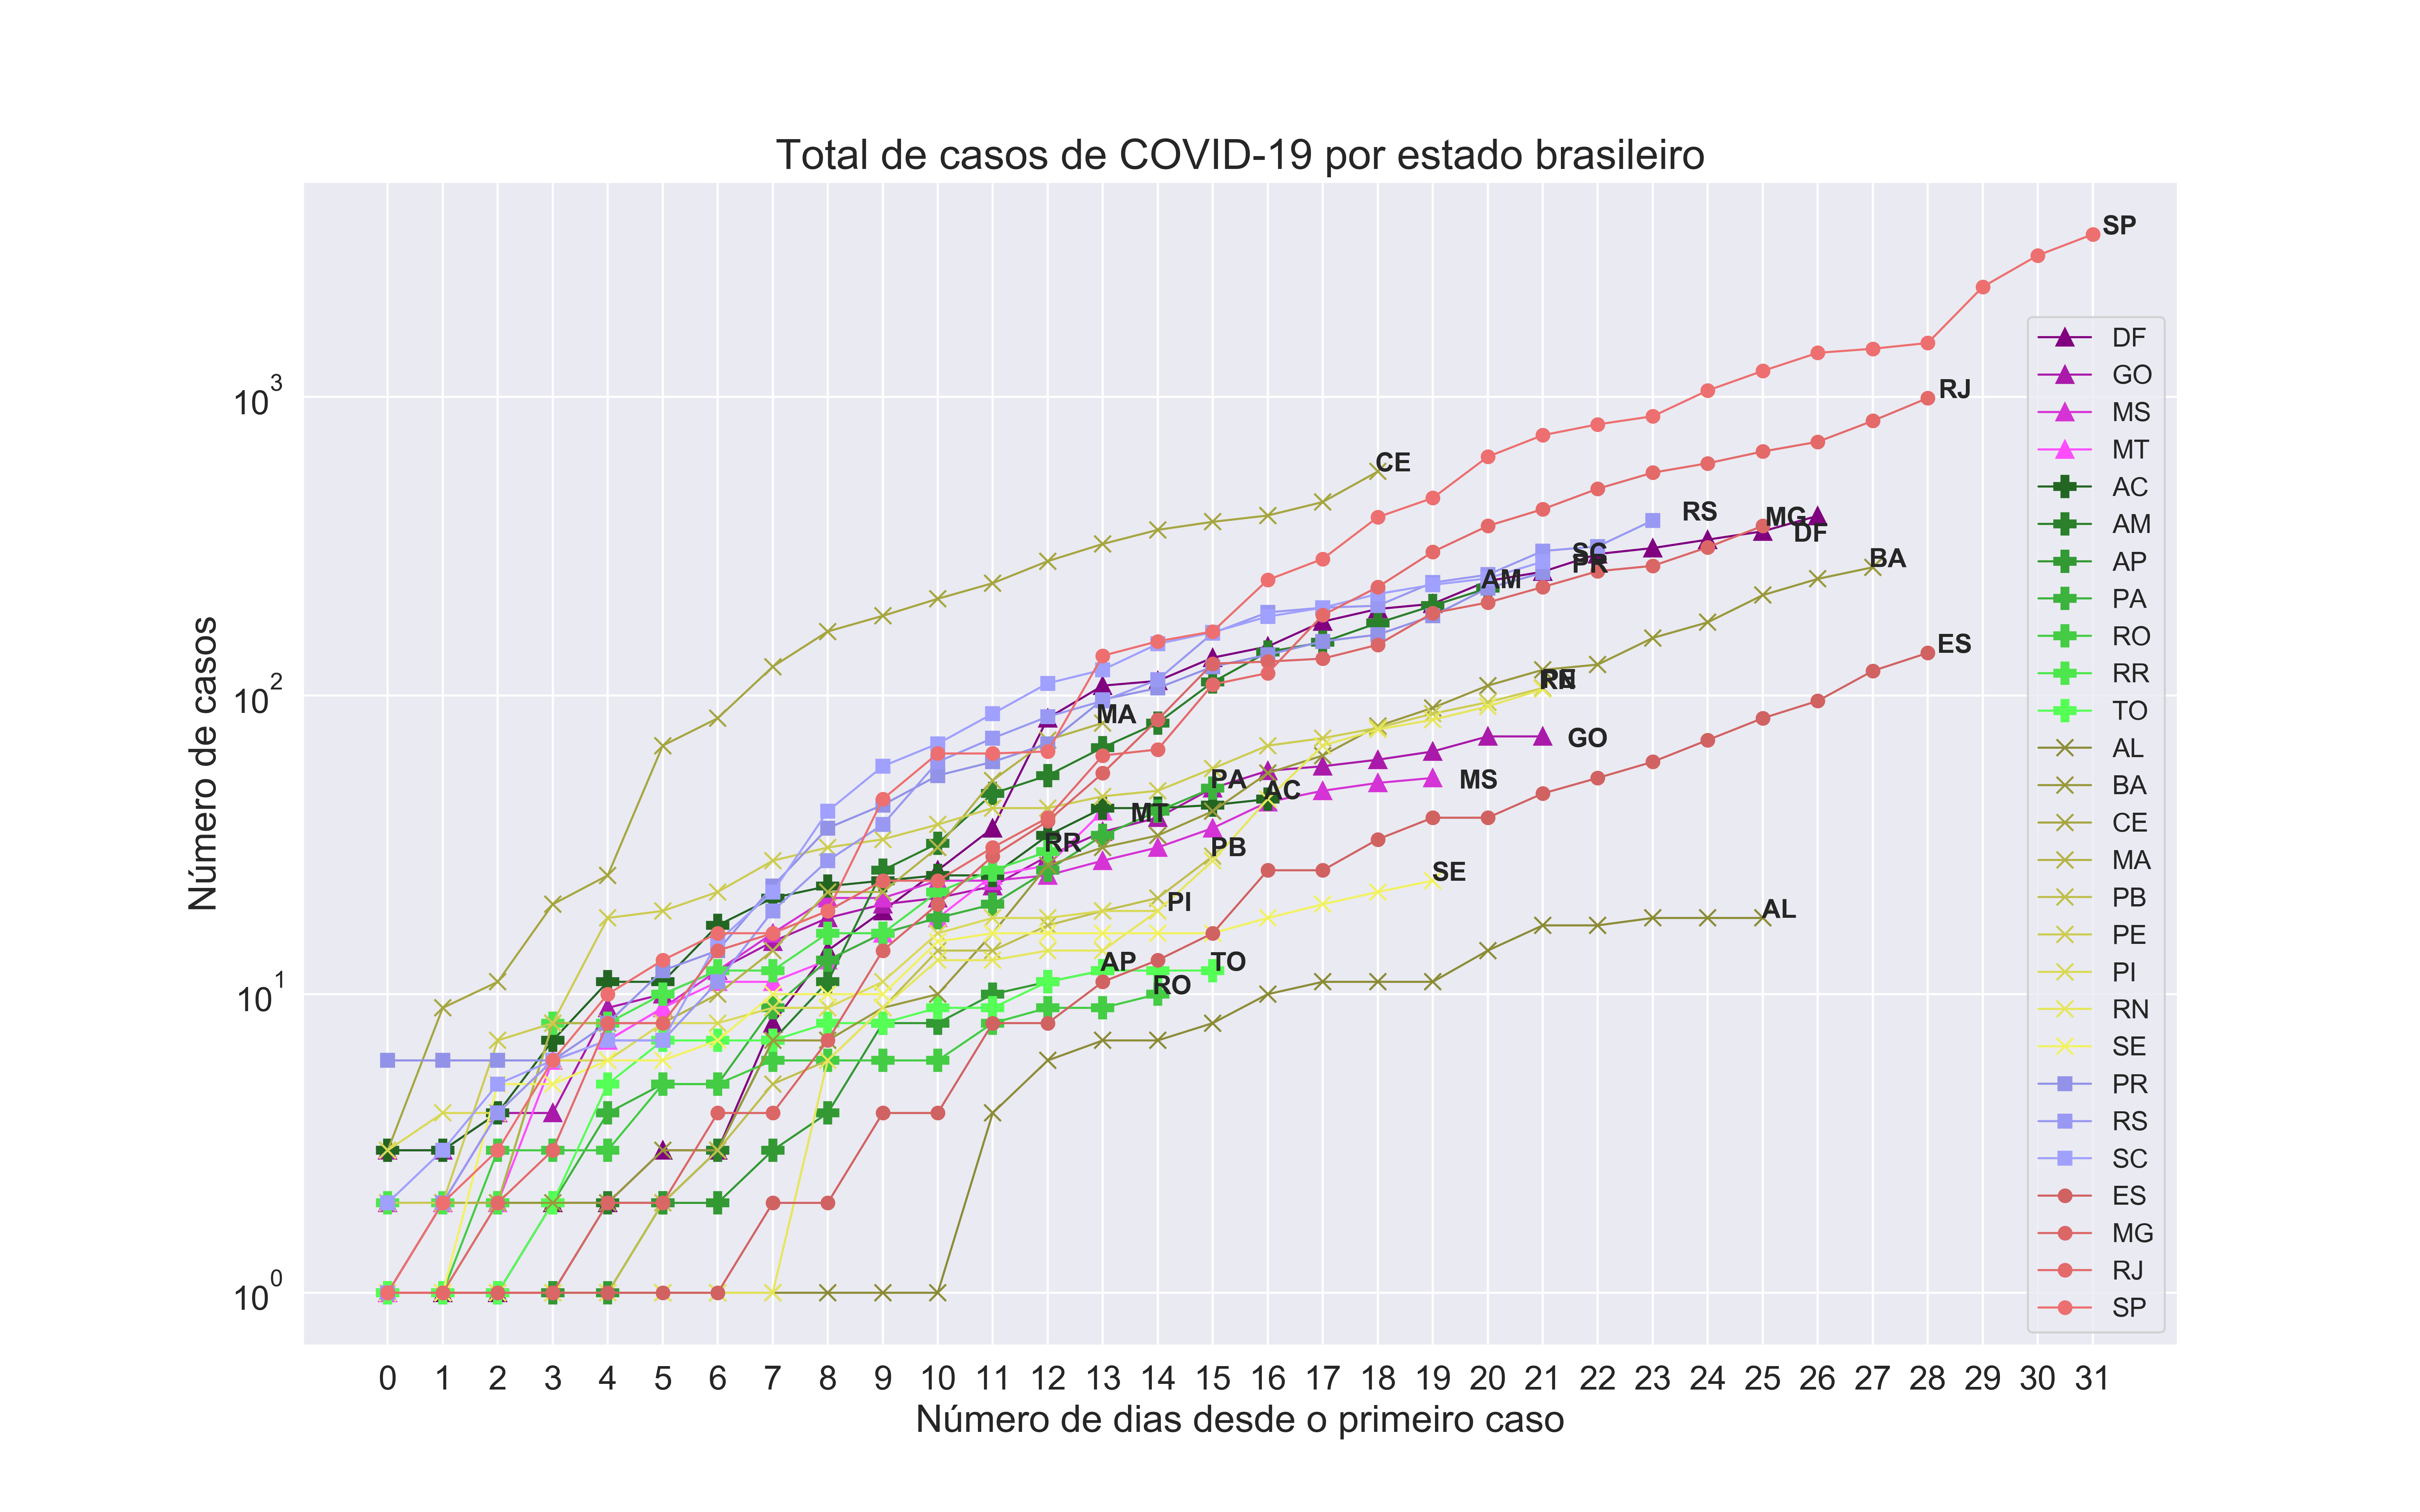 Total de casos de COVID-19 por estado brasileiro
Número de casos
10^3
10^2
10^1
10^0
SP
RJ
CE
RS
MG
DF
SC
PR
BA
AM
ES
RN
GO
MA
PA
MS
AC
MT
RR
PB
SE
PI
AL
AP
TO
RO
DF
GO
MS
MT
AC
AM
AP
PA
RO
RR
TO
AL
BA
CE
MA
PB
PE
PI
RN
SE
PR
RS
SC
ES
MG
RJ
SP
0 1 2 3 4 5 6 7 8 9 10 11 12 13 14 15 16 17 18 19 20 21 22 23 24 25 26 27 28 29 30 31
Número de dias desde o primeiro caso